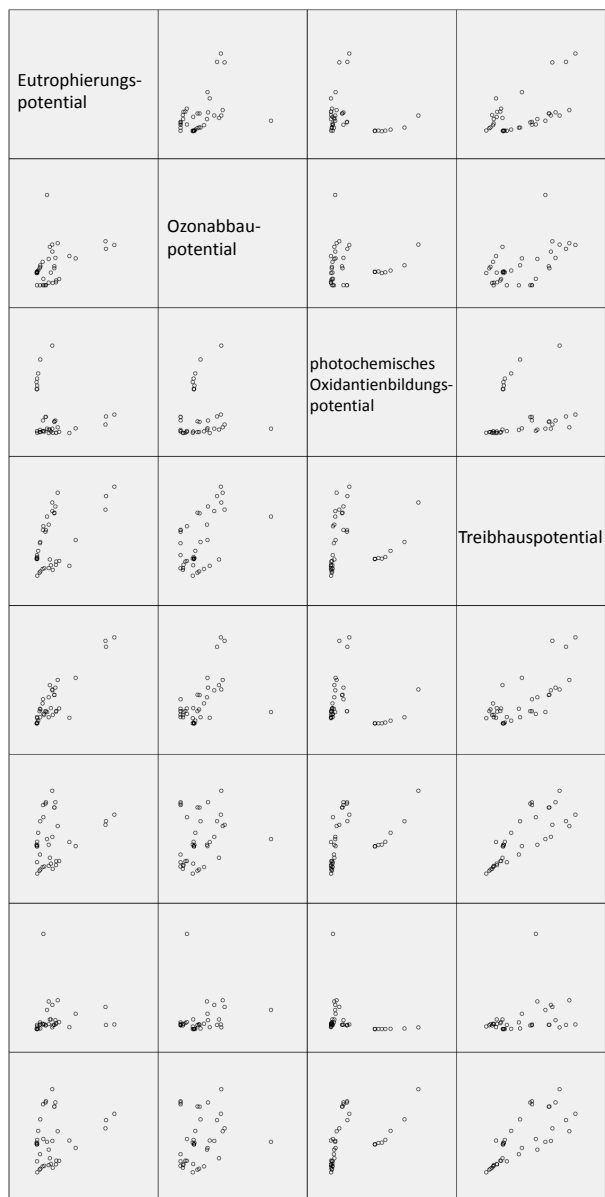 Eutrophierungs-
potential
Ozonabbau-
potential
photochemisches
Oxidantienbildungs-
potential
Treibhauspotential